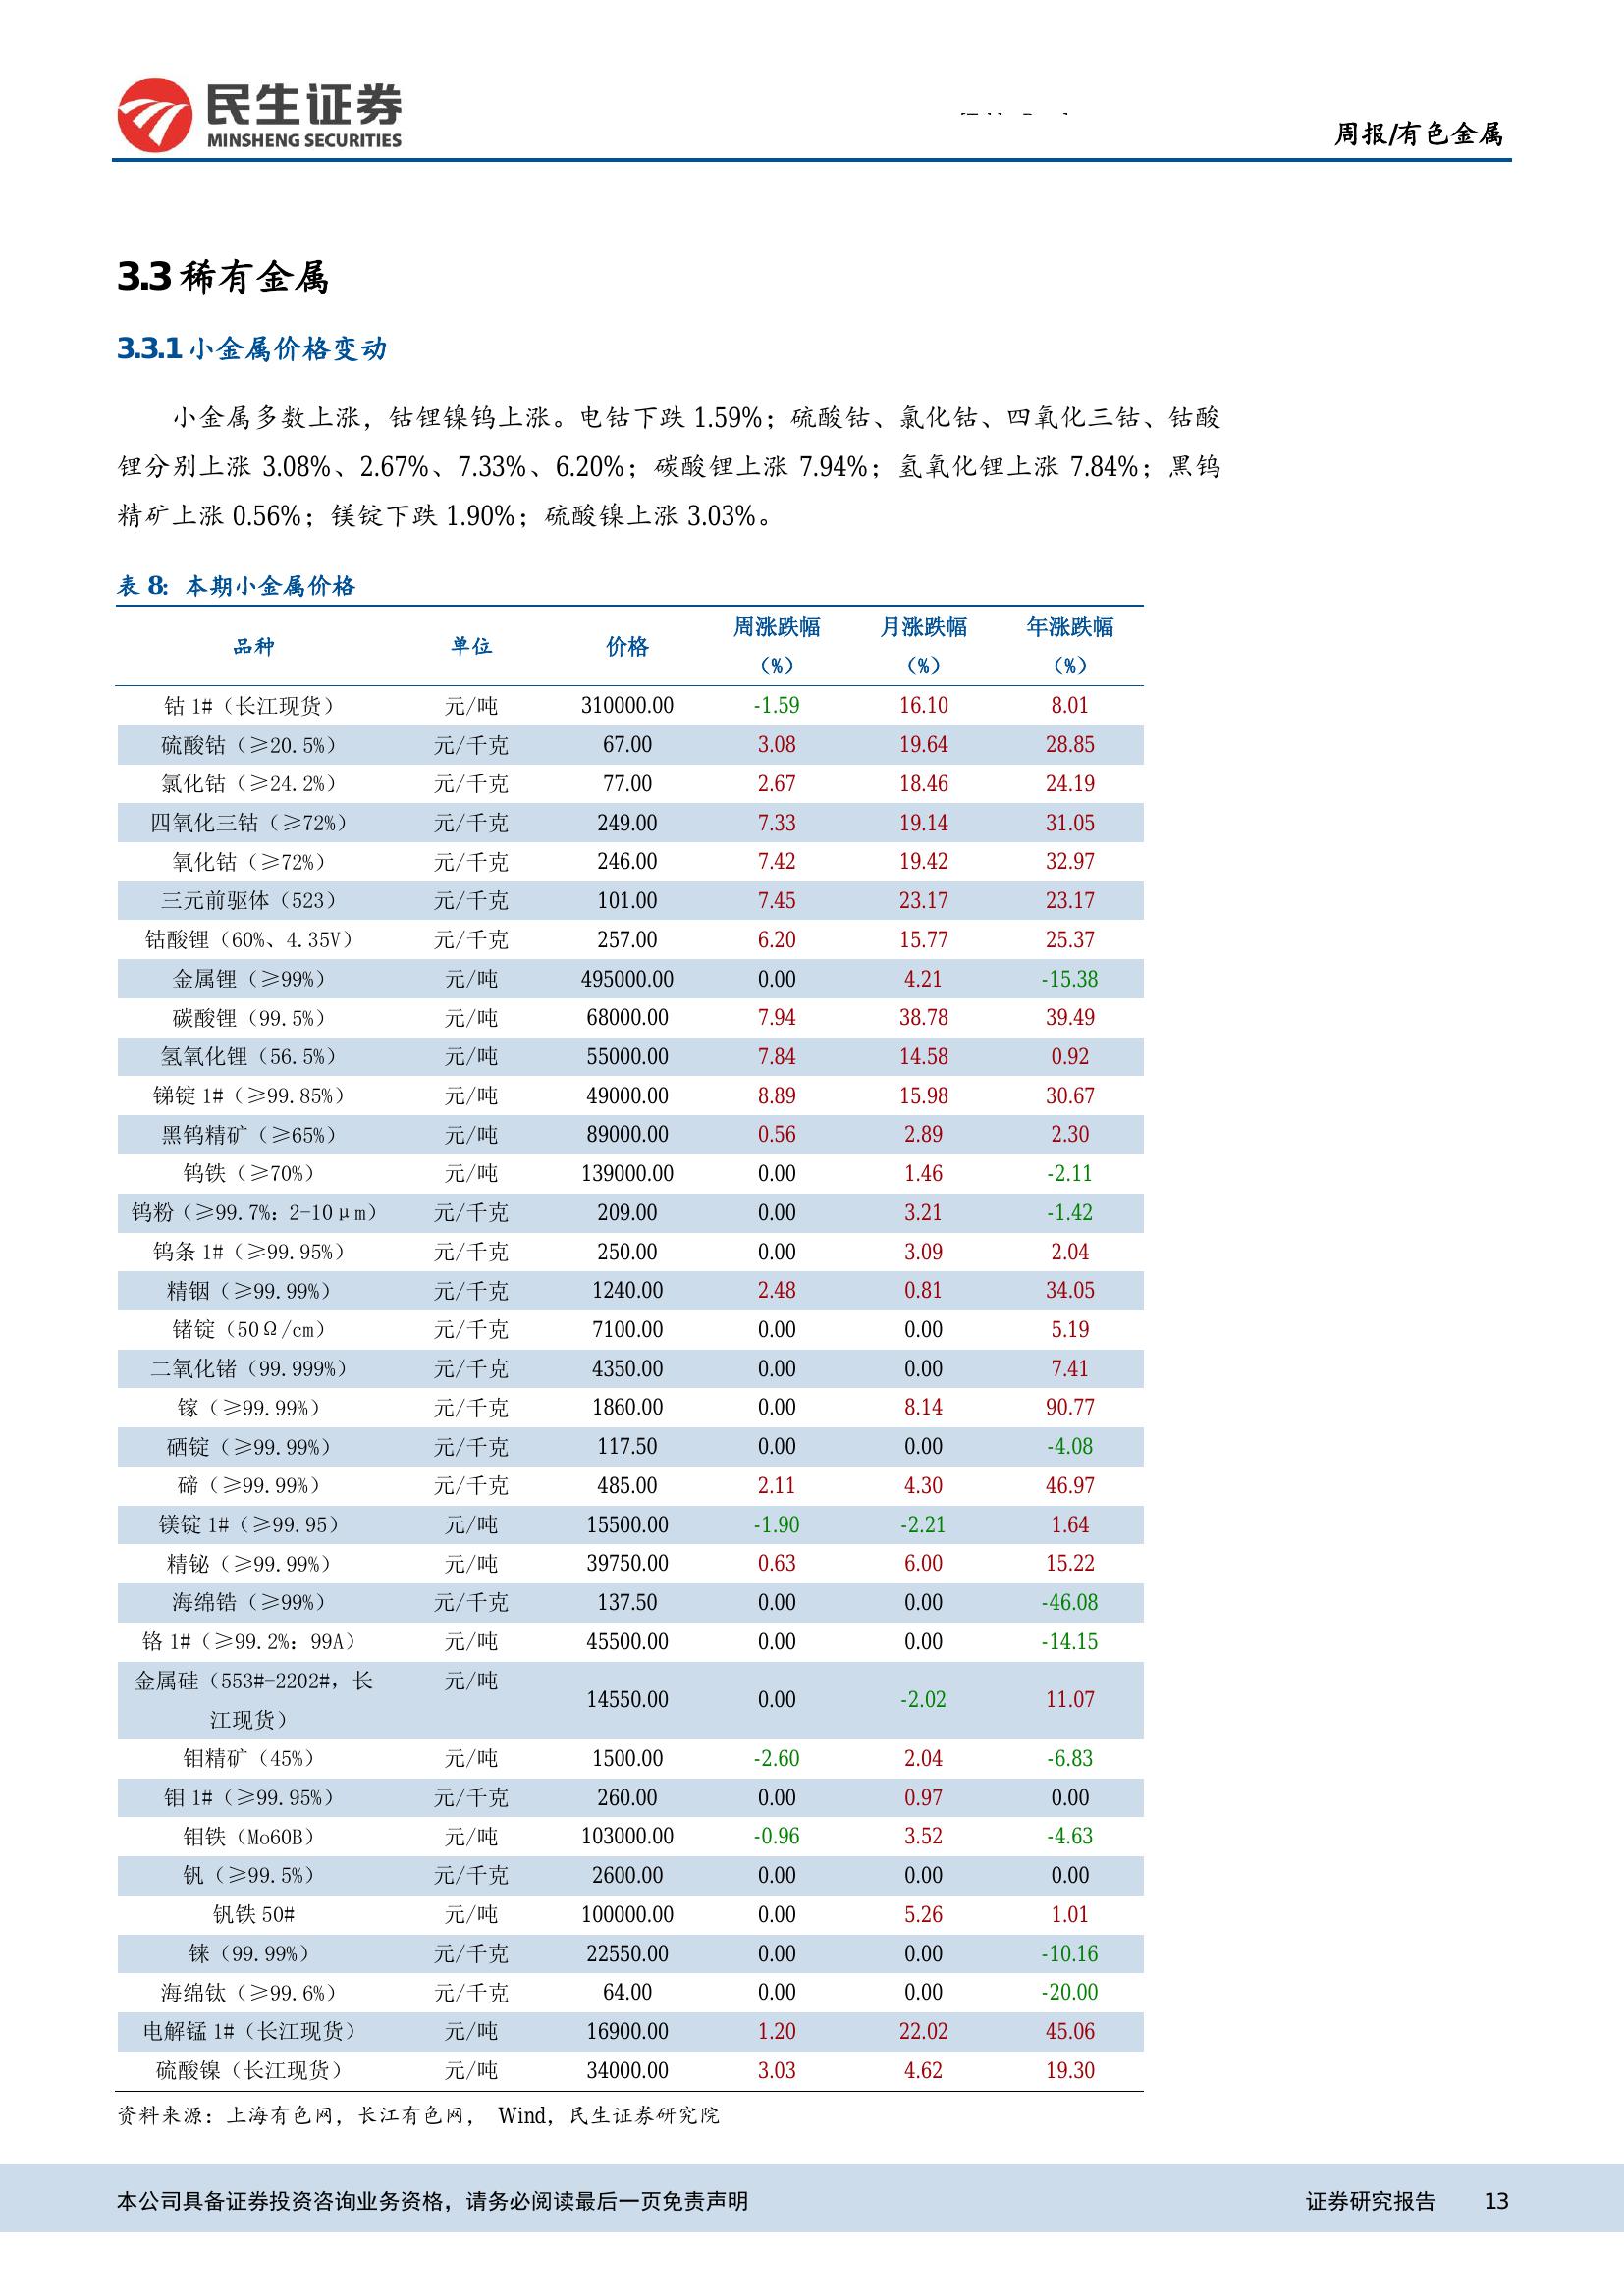 民生证券
MINSHENG SECURITIES
周报/有色金属
3.3 稀有金属
3.3.1 小金属价格变动
小金属多数上涨，钴锂镍钨上涨。电钴下跌 1.59%；硫酸钴、氯化钴、四氧化三钴、钴酸
锂分别上涨 3.08%、2.67%、7.33%、6.20%；碳酸锂上涨 7.94%；氢氧化锂上涨 7.84%；黑钨
精矿上涨 0.56%；镁锭下跌 1.90%；硫酸镍上涨 3.03%。
表 8：本期小金属价格
品种 单位 价格 周涨跌幅（%） 月涨跌幅（%） 年涨跌幅（%）
钴 1#（长江现货） 元/吨 310000.00 -1.59 16.10 8.01
硫酸钴（≥20.5%） 元/千克 67.00 3.08 19.64 28.85
氯化钴（≥24.2%） 元/千克 77.00 2.67 18.46 24.19
四氧化三钴（≥72%） 元/千克 249.00 7.33 19.14 31.05
氧化钴（≥72%） 元/千克 246.00 7.42 19.42 32.97
三元前驱体（523） 元/千克 101.00 7.45 23.17 23.17
钴酸锂（60%、4.35V） 元/千克 257.00 6.20 15.77 25.37
金属锂（≥99%） 元/吨 495000.00 0.00 4.21 -15.38
碳酸锂（99.5%） 元/吨 68000.00 7.94 38.78 39.49
氢氧化锂（56.5%） 元/吨 55000.00 7.84 14.58 0.92
锑锭 1#（≥99.85%） 元/吨 49000.00 8.89 15.98 30.67
黑钨精矿（≥65%） 元/吨 89000.00 0.56 2.89 2.30
钨铁（≥70%） 元/吨 139000.00 0.00 1.46 -2.11
钨粉（≥99.7%：2-10μm） 元/千克 209.00 0.00 3.21 -1.42
钨条 1#（≥99.95%） 元/千克 250.00 0.00 3.09 2.04
精铟（≥99.99%） 元/千克 1240.00 2.48 0.81 34.05
锗锭（50Ω/cm） 元/千克 7100.00 0.00 0.00 5.19
二氧化锗（99.999%） 元/千克 4350.00 0.00 0.00 7.41
镓（≥99.99%） 元/千克 1860.00 0.00 8.14 90.77
硒锭（≥99.99%） 元/千克 117.50 0.00 0.00 -4.08
碲（≥99.99%） 元/千克 485.00 2.11 4.30 46.97
镁锭 1#（≥99.95） 元/吨 15500.00 -1.90 -2.21 1.64
精铋（≥99.99%） 元/吨 39750.00 0.63 6.00 15.22
海绵锆（≥99%） 元/千克 137.50 0.00 0.00 -46.08
铬 1#（≥99.2%：99A） 元/吨 45500.00 0.00 0.00 -14.15
金属硅（553#-2202#，长江现货） 元/吨 14550.00 0.00 -2.02 11.07
钼精矿（45%） 元/吨 1500.00 -2.60 2.04 -6.83
钼 1#（≥99.95%） 元/千克 260.00 0.00 0.97 0.00
钼铁（Mo60B） 元/吨 103000.00 -0.96 3.52 -4.63
钒（≥99.5%） 元/千克 2600.00 0.00 0.00 0.00
钒铁 50# 元/吨 100000.00 0.00 5.26 1.01
铼（99.99%） 元/千克 22550.00 0.00 0.00 -10.16
海绵钛（≥99.6%） 元/千克 64.00 0.00 0.00 -20.00
电解锰 1#（长江现货） 元/吨 16900.00 1.20 22.02 45.06
硫酸镍（长江现货） 元/吨 34000.00 3.03 4.62 19.30
资料来源：上海有色网，长江有色网， Wind，民生证券研究院
本公司具备证券投资咨询业务资格，请务必阅读最后一页免责声明 证券研究报告 13